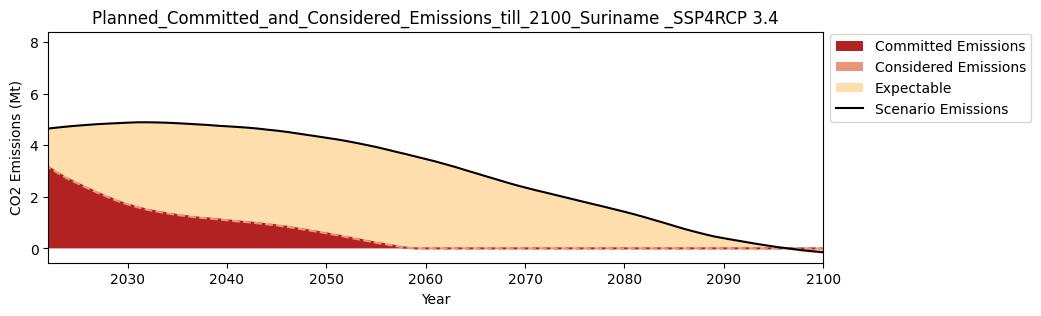 Planned_Committed_and_Considered_Emissions_till_2100_Suriname _SSP4RCP 3.4
CO2 Emissions (Mt)
8
6
4
2
0
2030 2040 2050 2060 2070 2080 2090 2100
Year
Committed Emissions
Considered Emissions
Expectable
Scenario Emissions